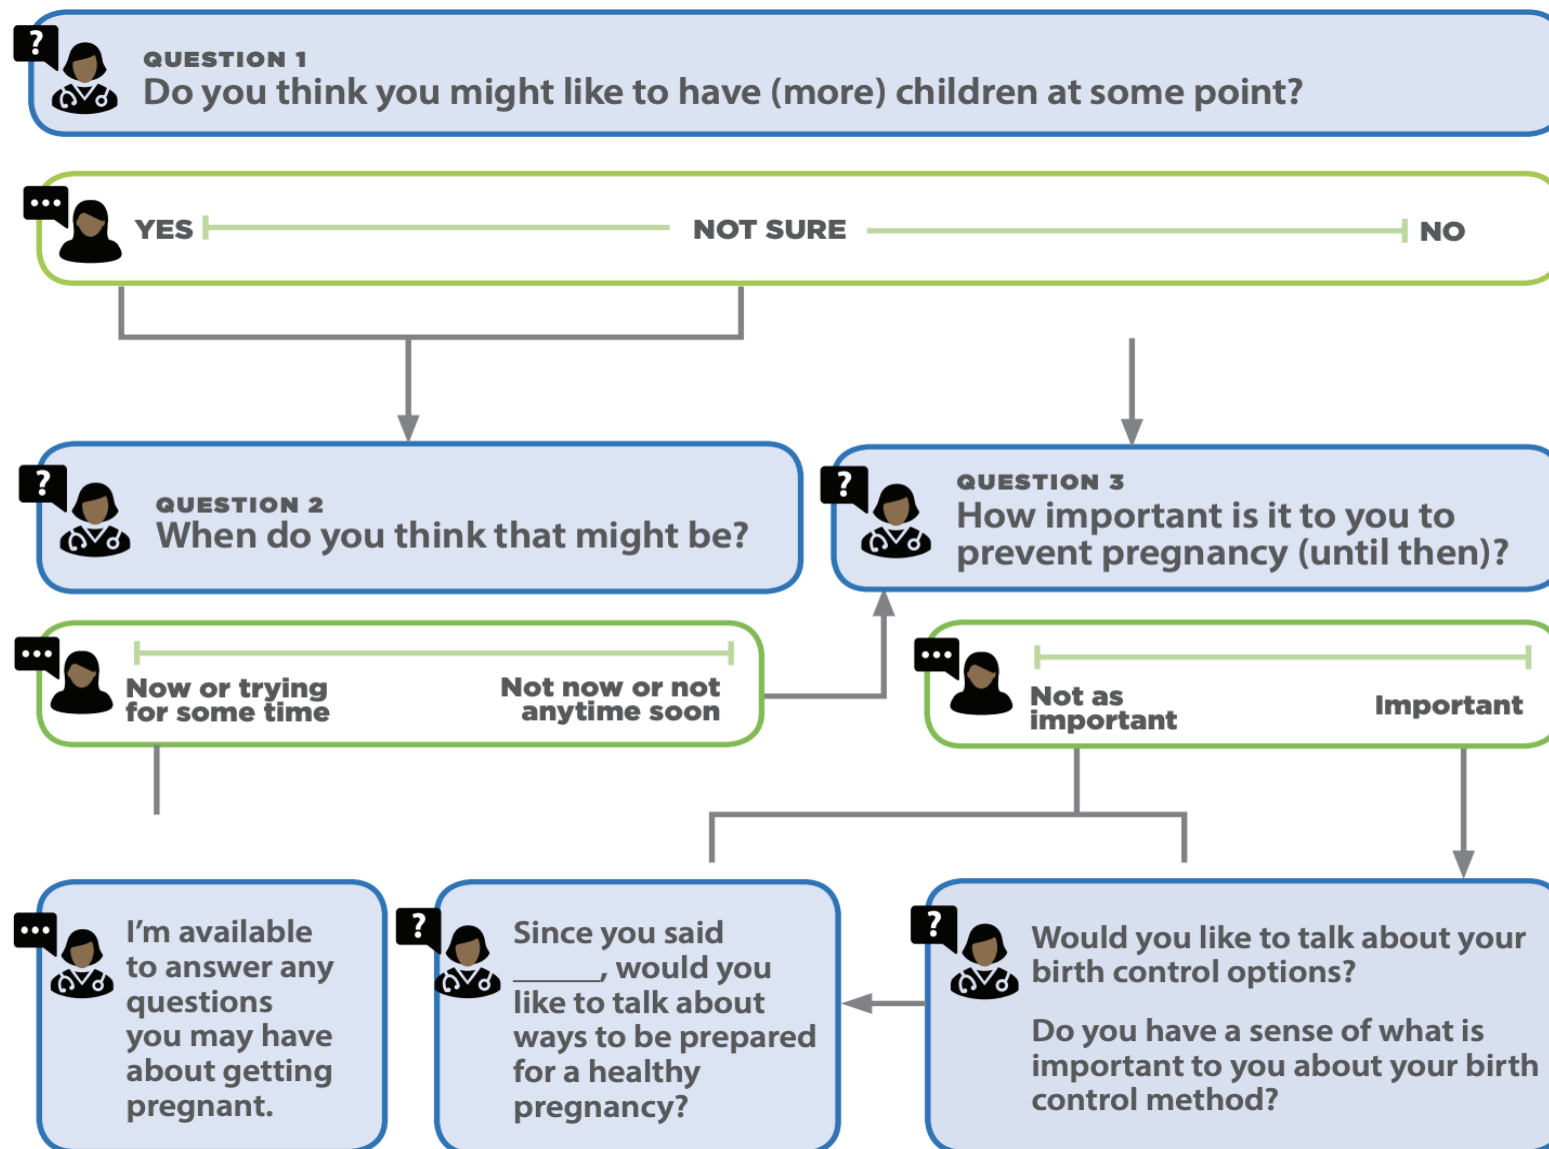 ?
QUESTION 1
Do you think you might like to have (more) children at some point?
YES
NOT SURE
NO
?
QUESTION 2
When do you think that might be?
?
QUESTION 3
How important is it to you to
prevent pregnancy (until then)?
Now or trying
for some time
Not now or not
anytime soon
Not as
important
Important
I'm available
to answer any
questions
you may have
about getting
pregnant.
?
Since you said
______, would you
like to talk about
ways to be prepared
for a healthy
pregnancy?
?
Would you like to talk about your
birth control options?
Do you have a sense of what is
important to you about your birth
control method?